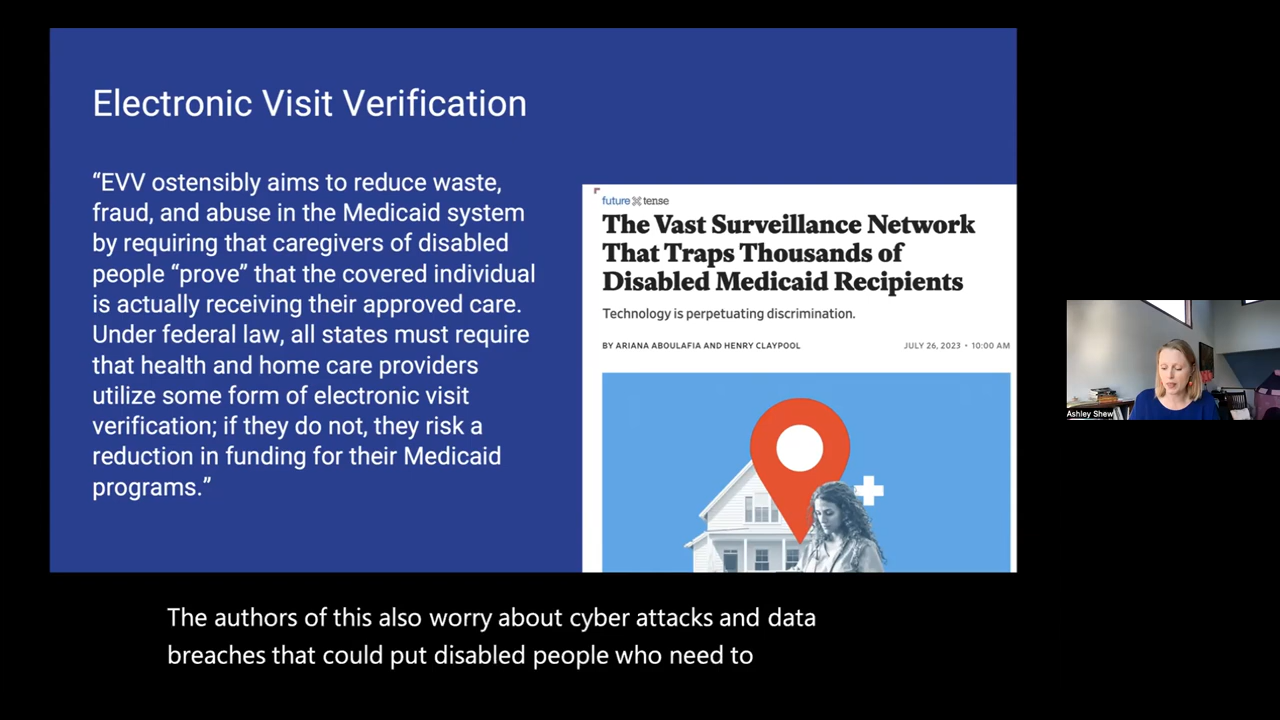 Electronic Visit Verification
“EVV ostensibly aims to reduce waste,
fraud, and abuse in the Medicaid system
by requiring that caregivers of disabled
people “prove” that the covered individual
is actually receiving their approved care.
Under federal law, all states must require
that health and home care providers
utilize some form of electronic visit
verification; if they do not, they risk a
reduction in funding for their Medicaid
programs.”
future tense
The Vast Surveillance Network
That Traps Thousands of
Disabled Medicaid Recipients
Technology is perpetuating discrimination.
BY ARIANA ABOULAFIA AND HENRY CLAYPOOL
JULY 26, 2023 • 10:00 AM
Ashley Shew
The authors of this also worry about cyber attacks and data
breaches that could put disabled people who need to